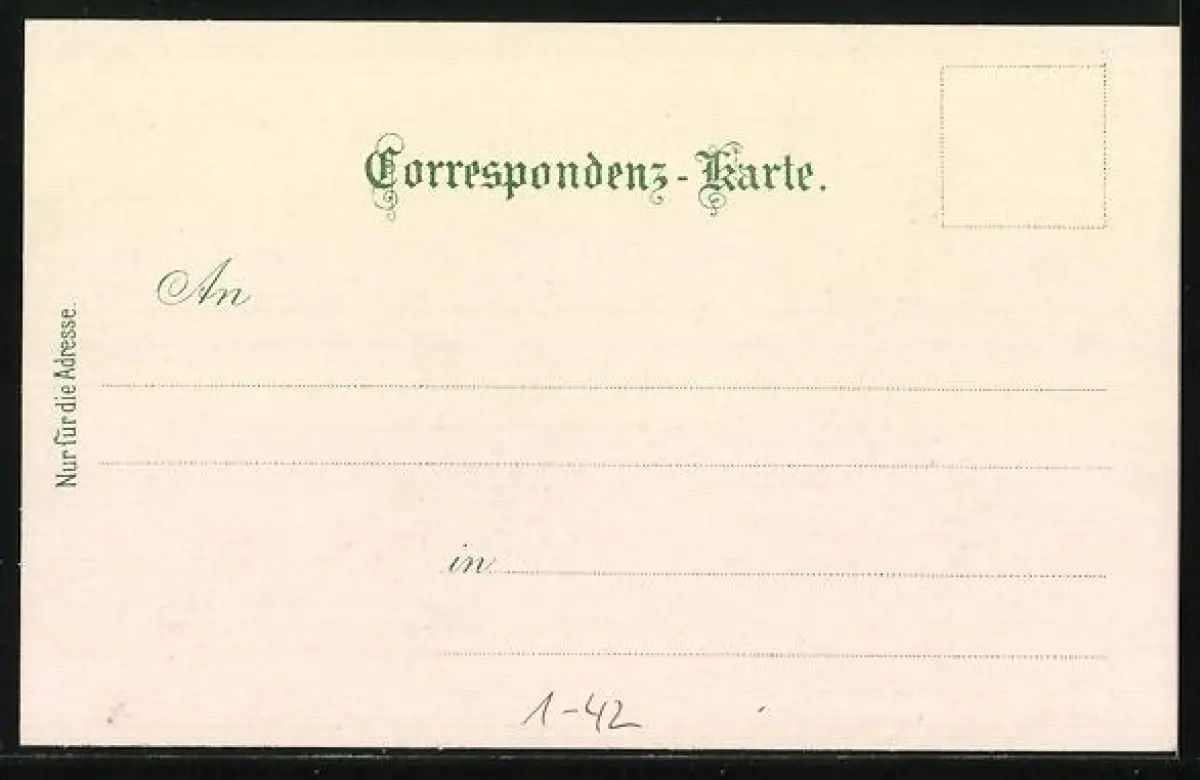 Correspondenz-Karte.
An
Nur für die Adresse.
in
1-42